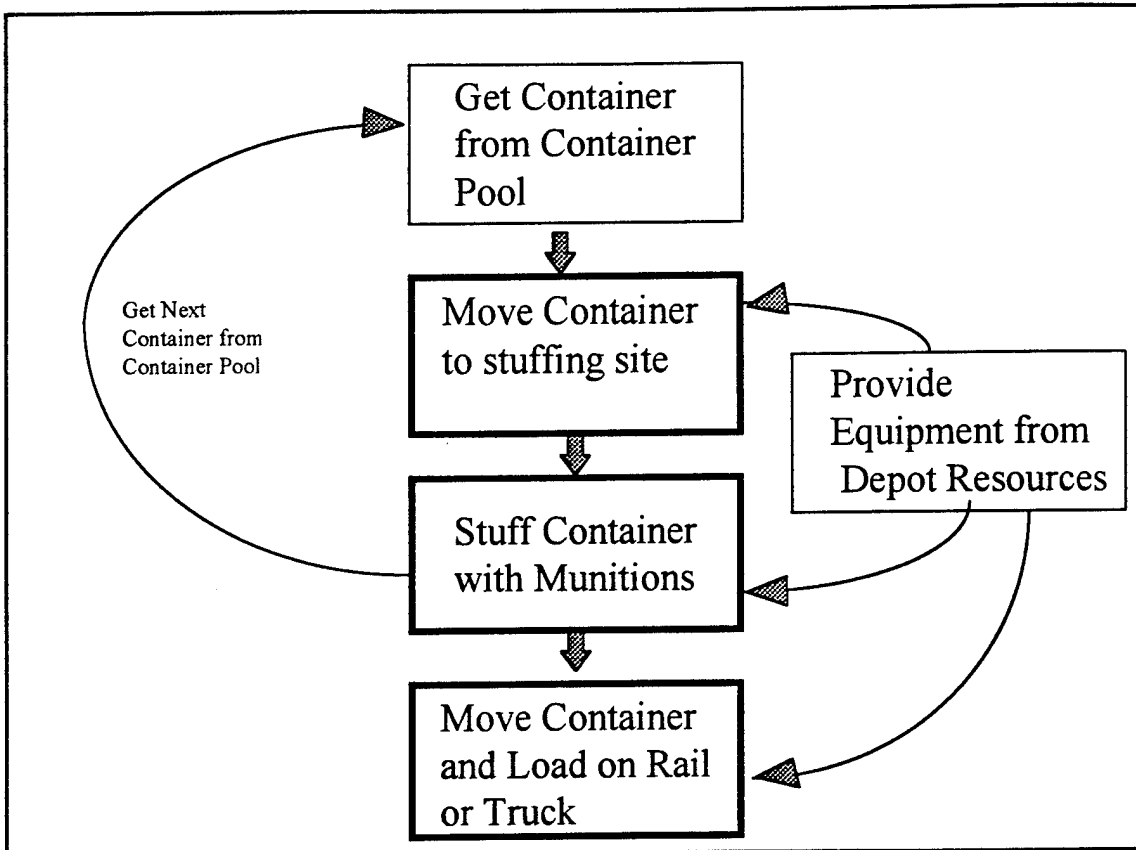 Get Container
from Container
Pool
Get Next
Container from
Container Pool
Move Container
to stuffing site
Provide
Equipment from
Depot Resources
Stuff Container
with Munitions
Move Container
and Load on Rail
or Truck